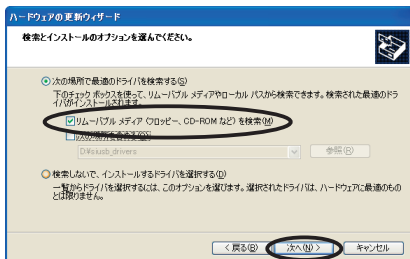 ハードウェアの更新ウィザード
検索とインストールのオプションを選んでください。
次の場所で最適のドライバを検索する(S)
下のチェック ボックスを使って、リムーバブル メディアやローカル パスから検索できます。検索された最適のドラ
イバがインストールされます。
リムーバブル メディア (フロッピー、CD-ROM など) を検索(M)
次の場所を含める(O)
D:¥siusb_drivers
参照(R)
検索しないで、インストールするドライバを選択する(D)
一覧からドライバを選択するには、このオプションを選びます。選択されたドライバは、ハードウェアに最適のもの
とは限りません。
< 戻る(B)
次へ(N) >
キャンセル